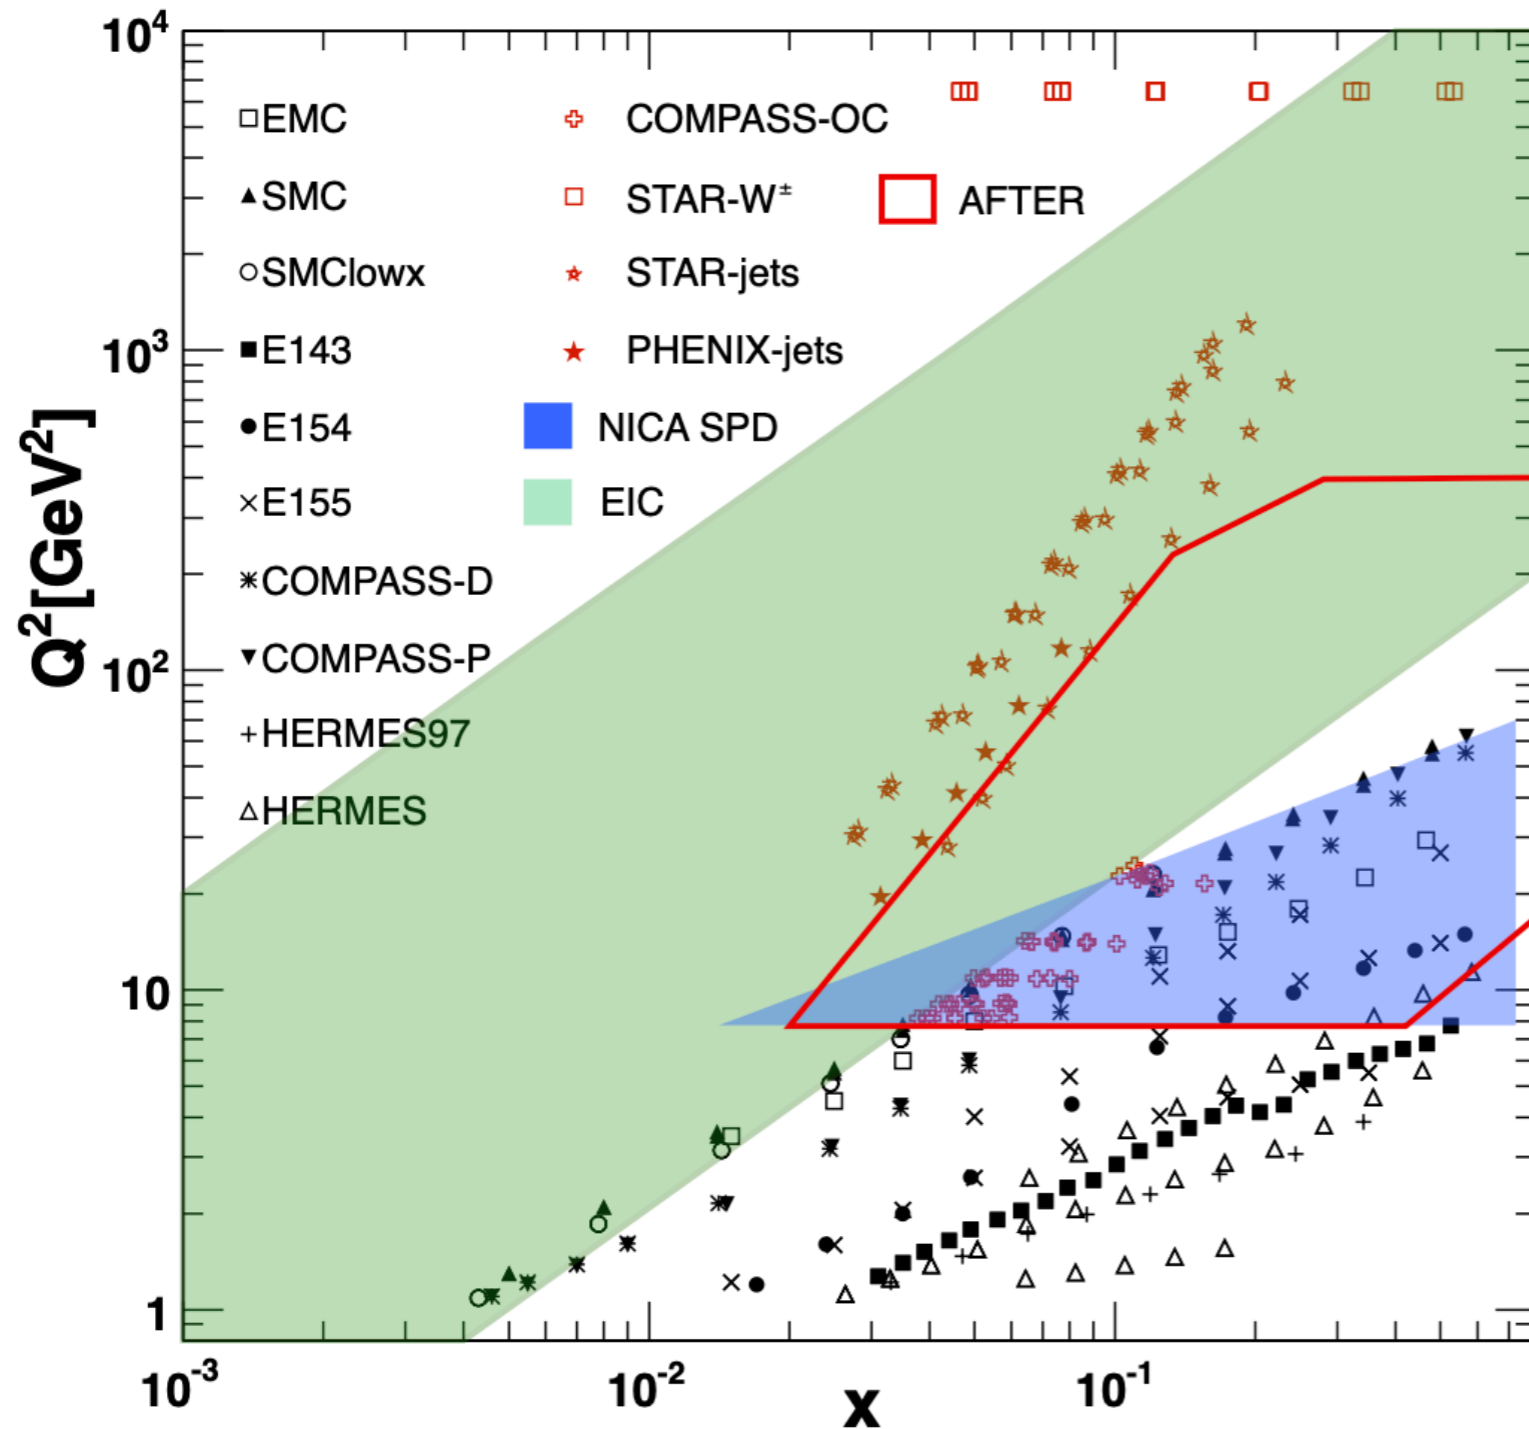 10⁴
10³
10²
10
1
Q²[GeV²]
EMC
SMC
SMClowx
E143
E154
E155
COMPASS-D
COMPASS-P
HERMES97
HERMES
COMPASS-OC
STAR-W±
STAR-jets
PHENIX-jets
NICA SPD
EIC
AFTER
10⁻³
10⁻²
10⁻¹
x